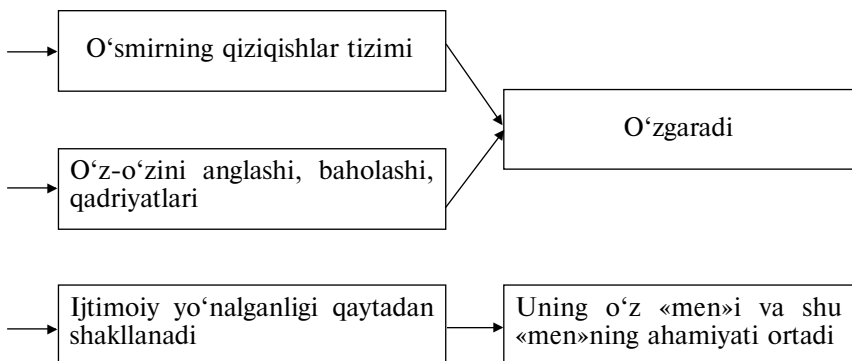 O‘smirning qiziqishlar tizimi
O‘zgaradi
O‘z-o‘zini anglashi, baholashi,
qadriyatlari
Ijtimoiy yo‘nalganligi qaytadan
shakllanadi
Uning o‘z «men»i va shu
«men»ning ahamiyati ortadi